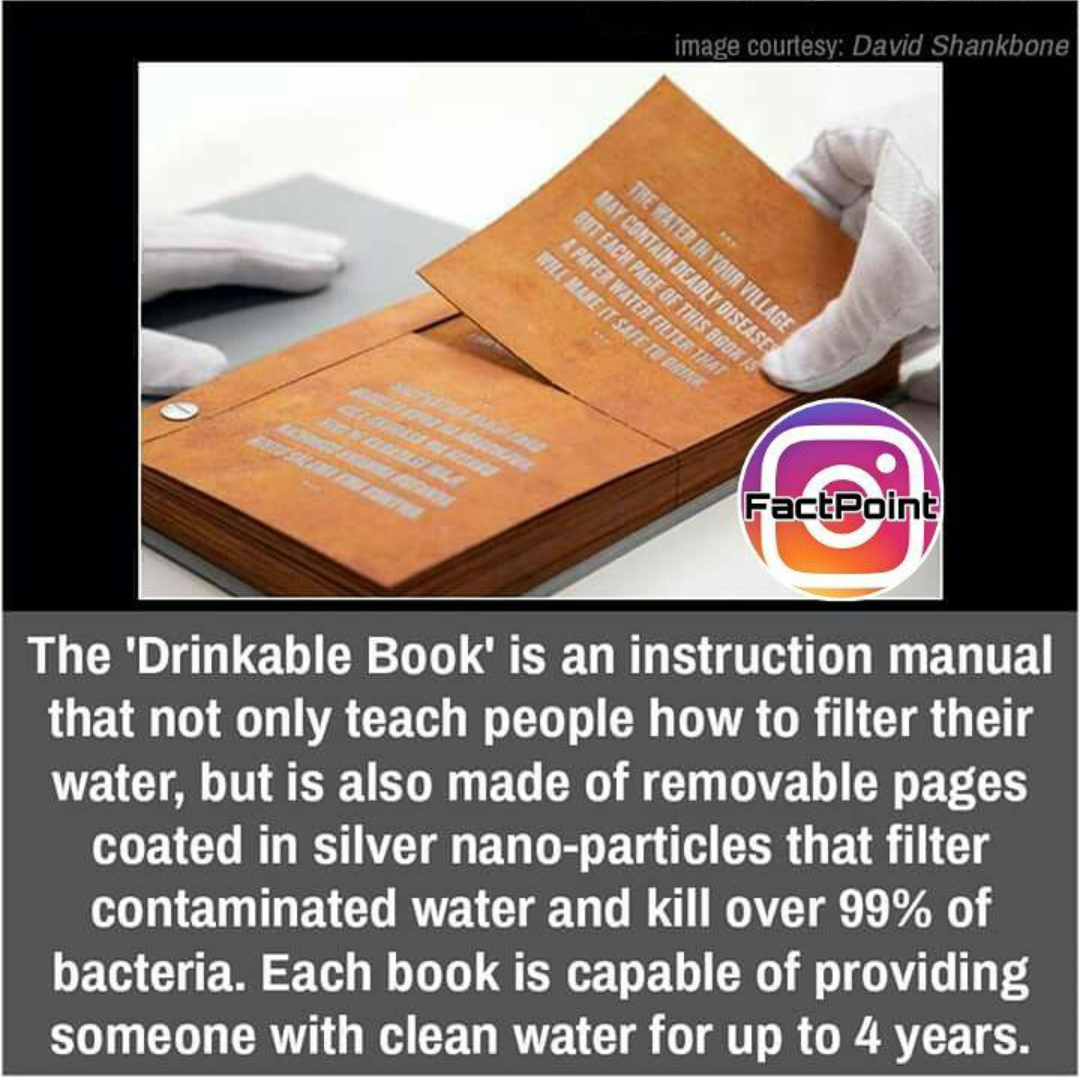 image courtesy: David Shankbone
THE WATER IN YOUR VILLAGE
MAY CONTAIN DEADLY DISEASES
BUT EACH PAGE OF THIS BOOK IS
A PAPER WATER FILTER THAT
WILL MAKE IT SAFE TO DRINK
FactPoint
The 'Drinkable Book' is an instruction manual
that not only teach people how to filter their
water, but is also made of removable pages
coated in silver nano-particles that filter
contaminated water and kill over 99% of
bacteria. Each book is capable of providing
someone with clean water for up to 4 years.